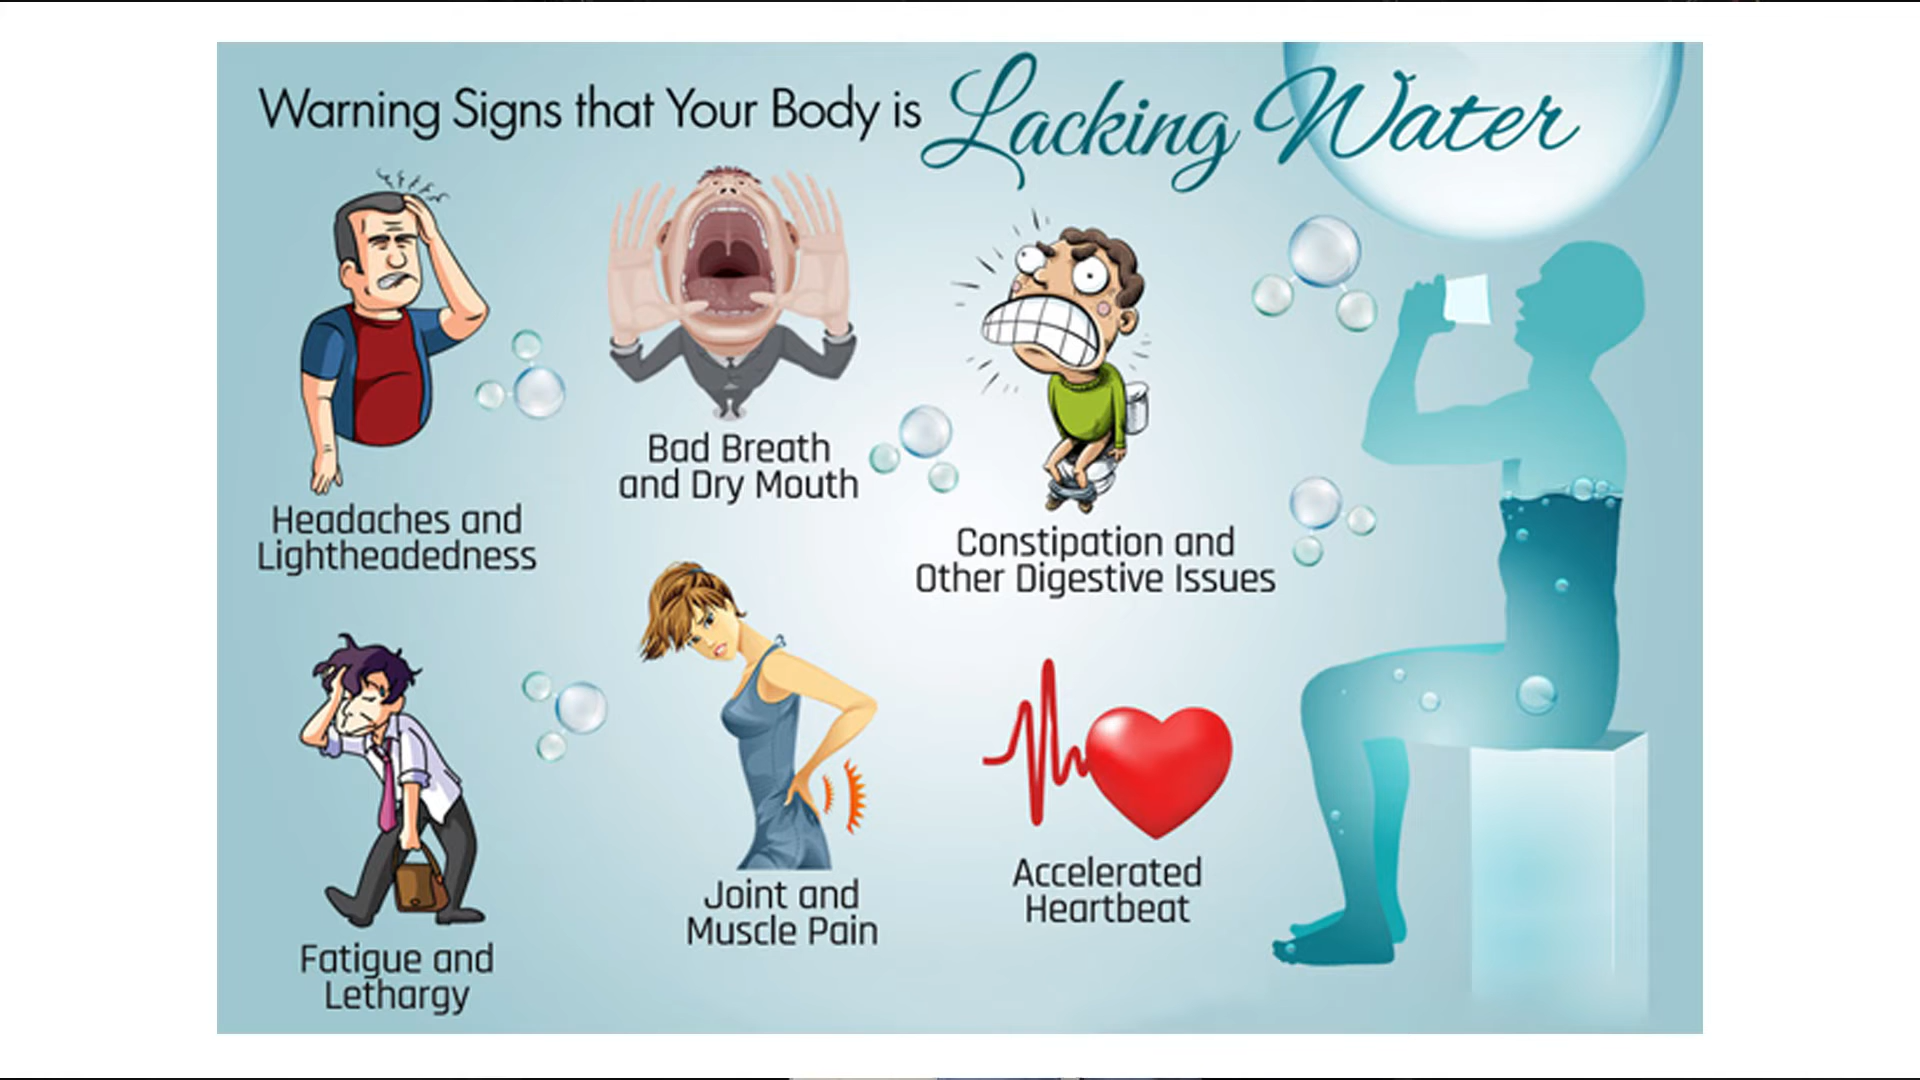 Warning Signs that Your Body is Lacking Water
Headaches and
Lightheadedness
Bad Breath
and Dry Mouth
Constipation and
Other Digestive Issues
Fatigue and
Lethargy
Joint and
Muscle Pain
Accelerated
Heartbeat